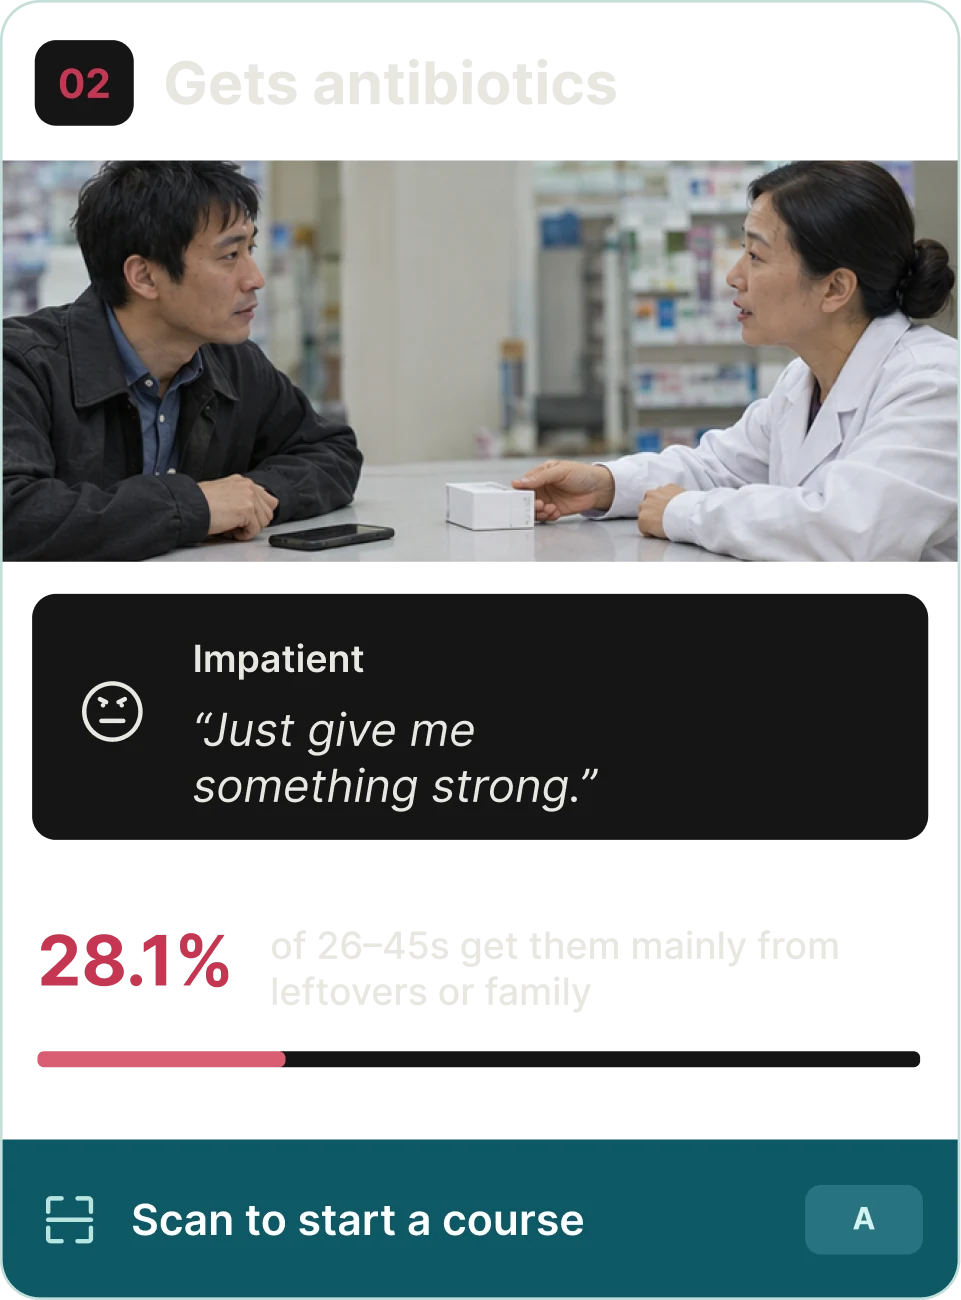 02
Gets antibiotics
Impatient
“Just give me
something strong.”
28.1%
of 26–45s get them mainly from
leftovers or family
Scan to start a course
A